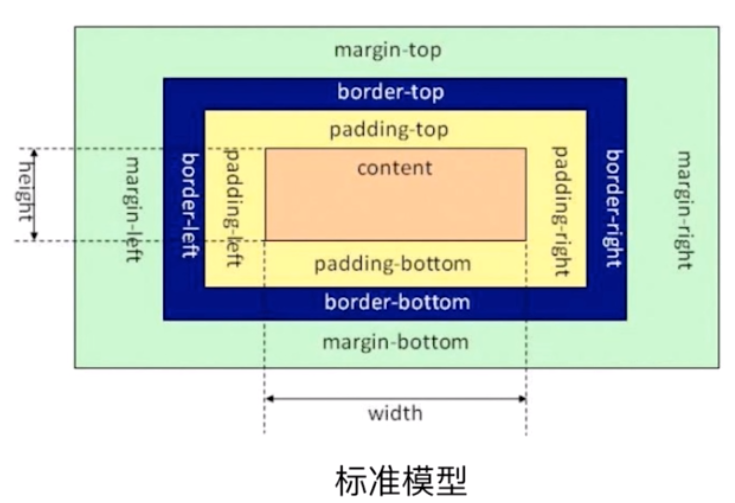 margin-top
border-top
padding-top
content
height
margin-left
border-left
padding-left
padding-right
border-right
margin-right
padding-bottom
border-bottom
margin-bottom
width
标准模型